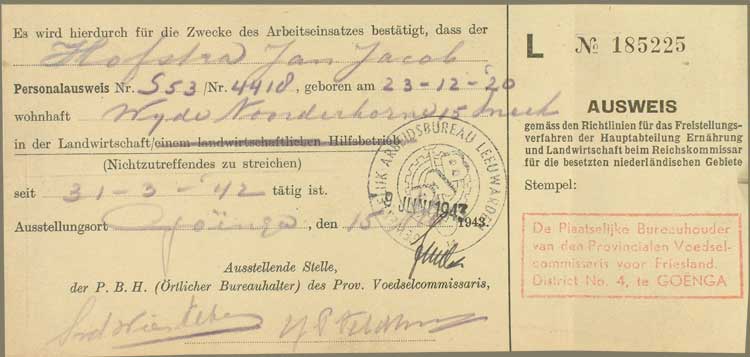 Es wird hierdurch für die Zwecke des Arbeitseinsatzes bestätigt, dass der
Hofstra Jan Jacob
Personalausweis Nr. S53/Nr. 4418, geboren am 23-12-'20
wohnhaft Wyde Noorderhorne 15 Sneek
in der Landwirtschaft/einem landwirtschaftlichen Hilfsbetrieb
(Nichtzutreffendes zu streichen)
seit 31-3-'42 tätig ist.
Ausstellungsort Goënga, den 15 1943.
Ausstellende Stelle,
der P. B. H. (Örtlicher Bureauhalter) des Prov. Voedselcommissaris,
GEWESTELIJK ARBEIDSBUREAU LEEUWARDEN
9 JUNI 1943
L № 185225
AUSWEIS
gemäss den Richtlinien für das Freistellungs-
verfahren der Hauptabteilung Ernährung
und Landwirtschaft beim Reichskommissar
für die besetzten niederländischen Gebiete
Stempel:
De Plaatselijke Bureauhouder
van den Provincialen Voedsel-
commissaris voor Friesland.
District No. 4, te GOËNGA